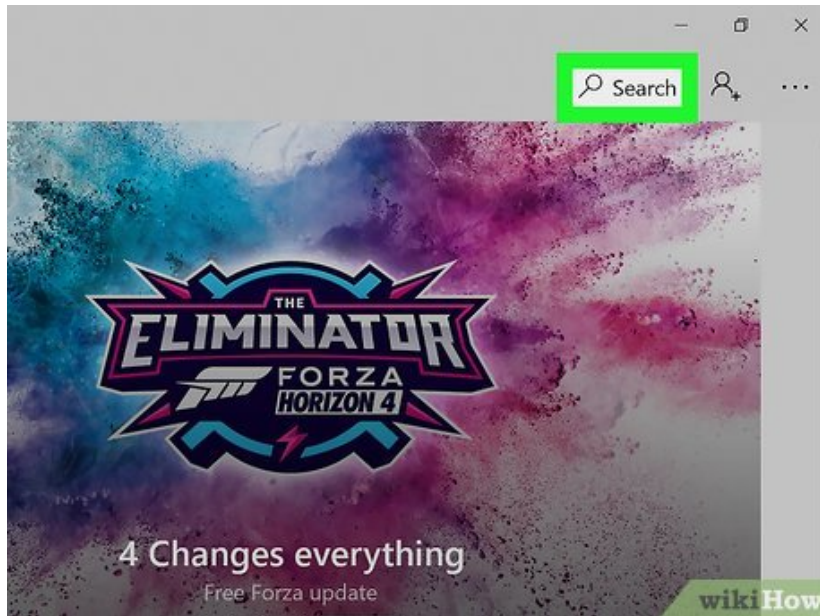 Search
THE
ELIMINATOR
FORZA
HORIZON 4
4 Changes everything
Free Forza update
wikiHow